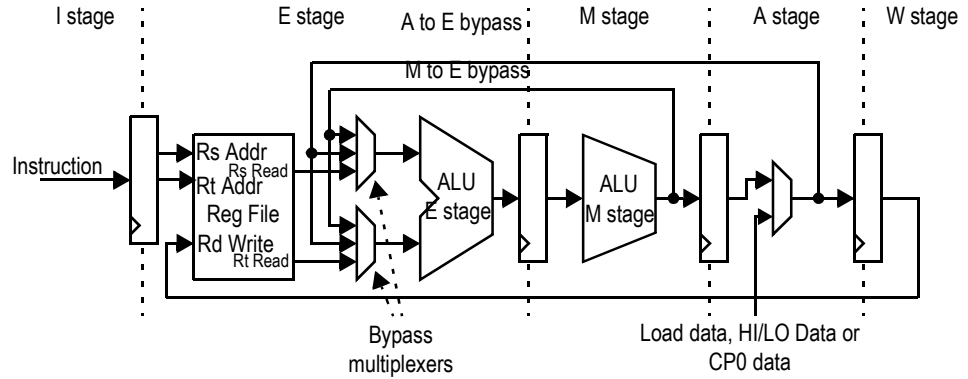 I stage
E stage
A to E bypass
M stage
A stage
W stage
M to E bypass
Instruction
Rs Addr
Rs Read
Rt Addr
Reg File
Rd Write
Rt Read
ALU
E stage
ALU
M stage
Bypass
multiplexers
Load data, HI/LO Data or
CP0 data